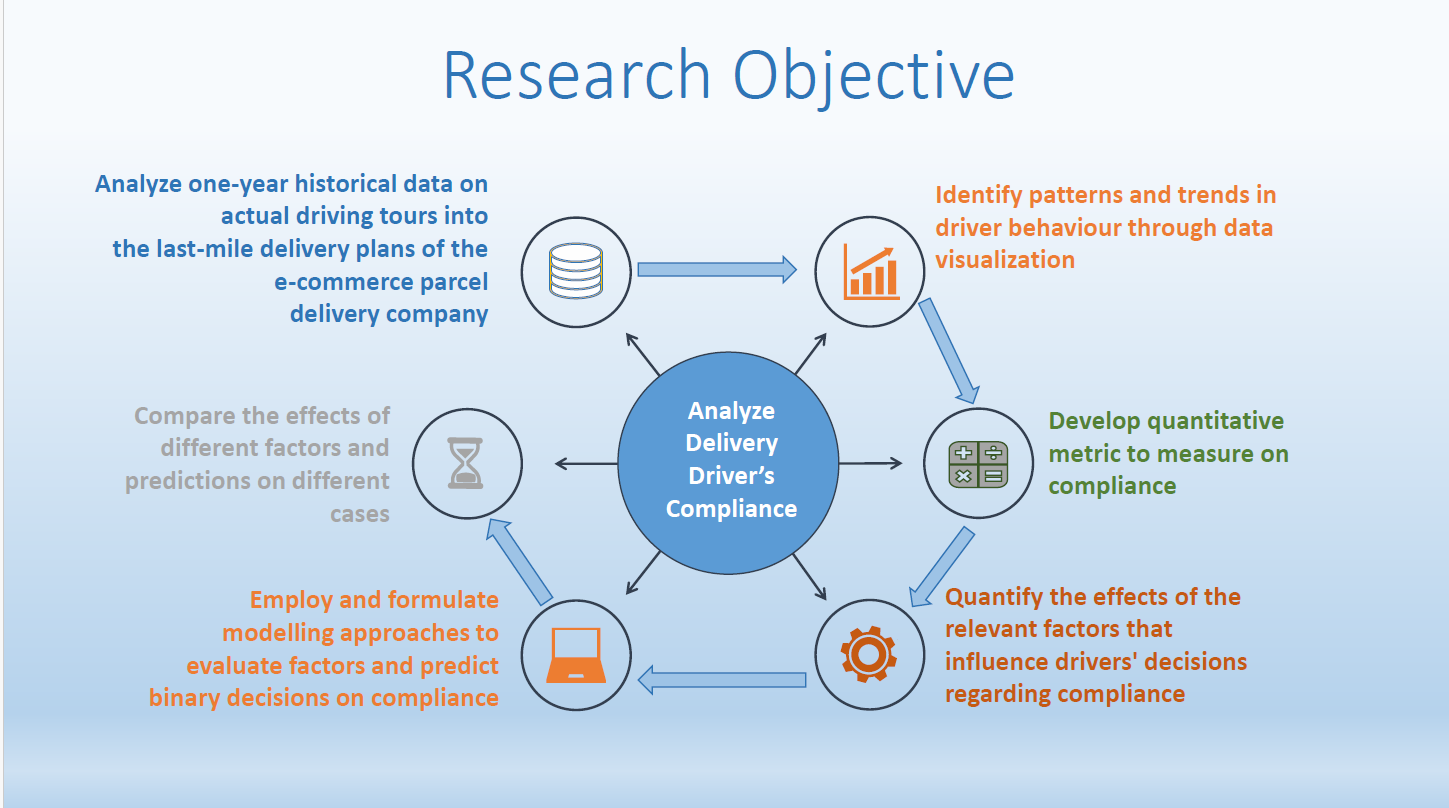 Research Objective
Analyze one-year historical data on
actual driving tours into
the last-mile delivery plans of the
e-commerce parcel
delivery company
Identify patterns and trends in
driver behaviour through data
visualization
Compare the effects of
different factors and
predictions on different
cases
Analyze
Delivery
Driver’s
Compliance
Develop quantitative
metric to measure on
compliance
Employ and formulate
modelling approaches to
evaluate factors and predict
binary decisions on compliance
Quantify the effects of the
relevant factors that
influence drivers' decisions
regarding compliance